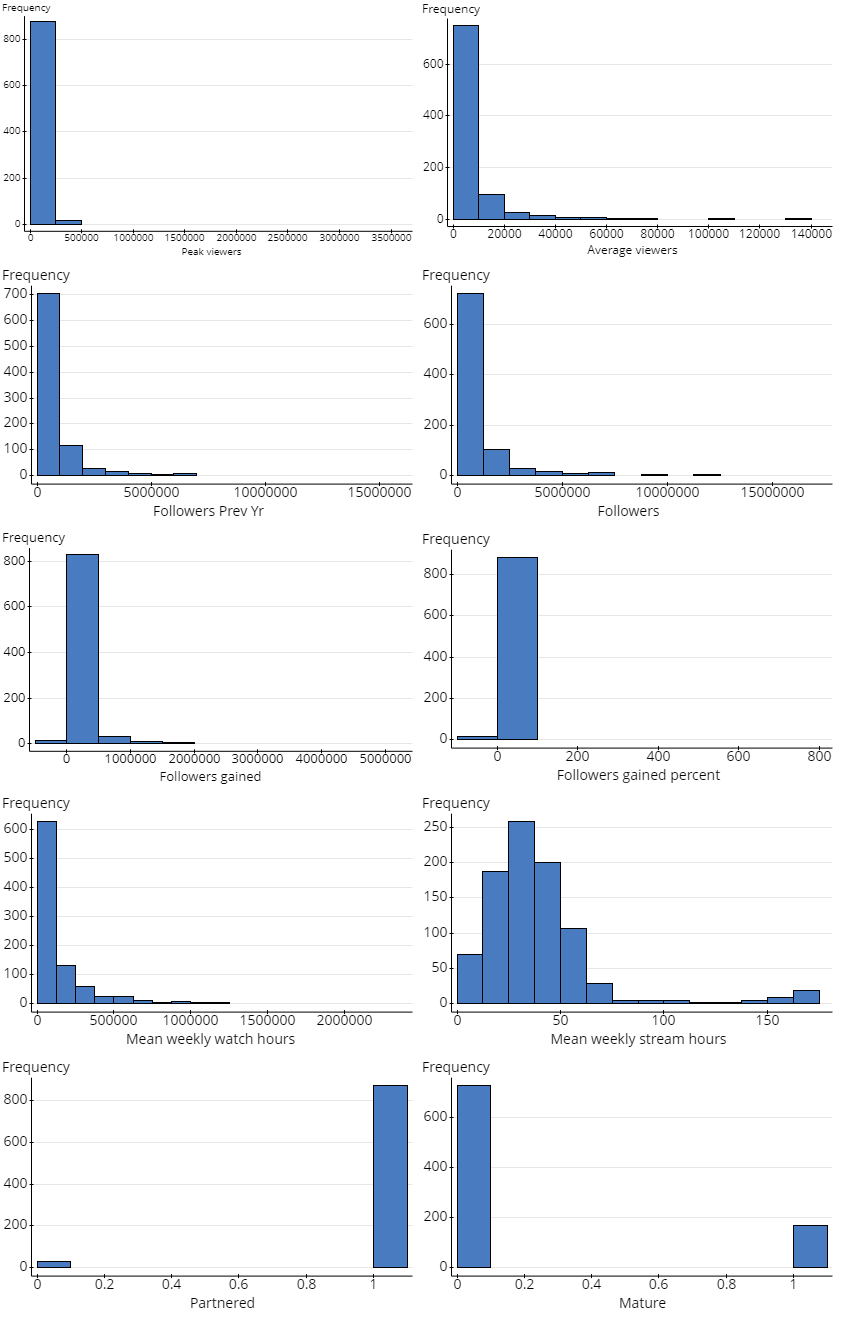 Frequency
800
600
400
200
0
0 500000 1000000 1500000 2000000 2500000 3000000 3500000
Peak viewers
Frequency
600
400
200
0
0 20000 40000 60000 80000 100000 120000 140000
Average viewers
Frequency
700
600
500
400
300
200
100
0
0 5000000 10000000 15000000
Followers Prev Yr
Frequency
600
400
200
0
0 5000000 10000000 15000000
Followers
Frequency
800
600
400
200
0
0 1000000 2000000 3000000 4000000 5000000
Followers gained
Frequency
800
600
400
200
0
0 200 400 600 800
Followers gained percent
Frequency
600
500
400
300
200
100
0
0 500000 1000000 1500000 2000000
Mean weekly watch hours
Frequency
250
200
150
100
50
0
0 50 100 150
Mean weekly stream hours
Frequency
800
600
400
200
0
0 0.2 0.4 0.6 0.8 1
Partnered
Frequency
600
400
200
0
0 0.2 0.4 0.6 0.8 1
Mature